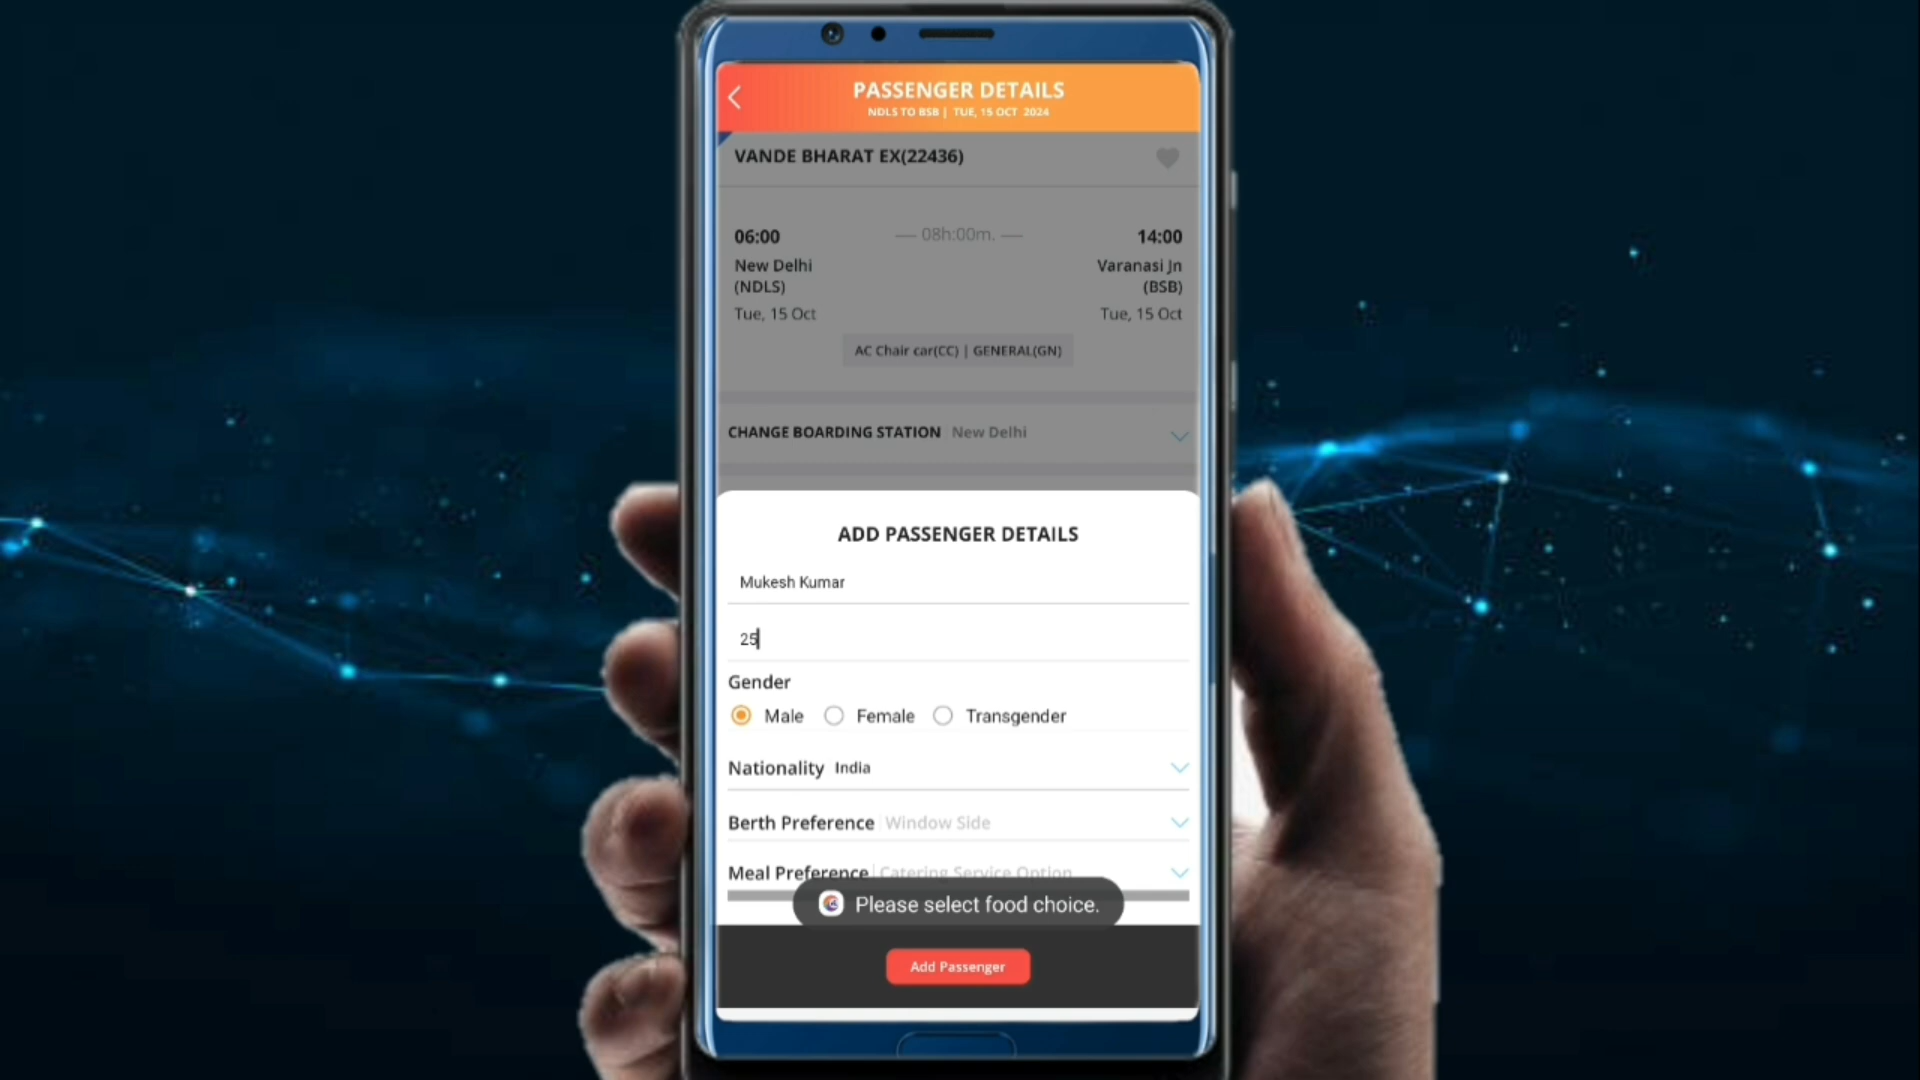 PASSENGER DETAILS
NDLS TO BSB | TUE, 15 OCT 2024
VANDE BHARAT EX(22436)
06:00 — 08h:00m. — 14:00
New Delhi Varanasi Jn
(NDLS) (BSB)
Tue, 15 Oct Tue, 15 Oct
AC Chair car(CC) | GENERAL(GN)
CHANGE BOARDING STATION New Delhi
ADD PASSENGER DETAILS
Mukesh Kumar
25
Gender
Male Female Transgender
Nationality India
Berth Preference Window Side
Meal Preference Catering Service Option
Please select food choice.
Add Passenger